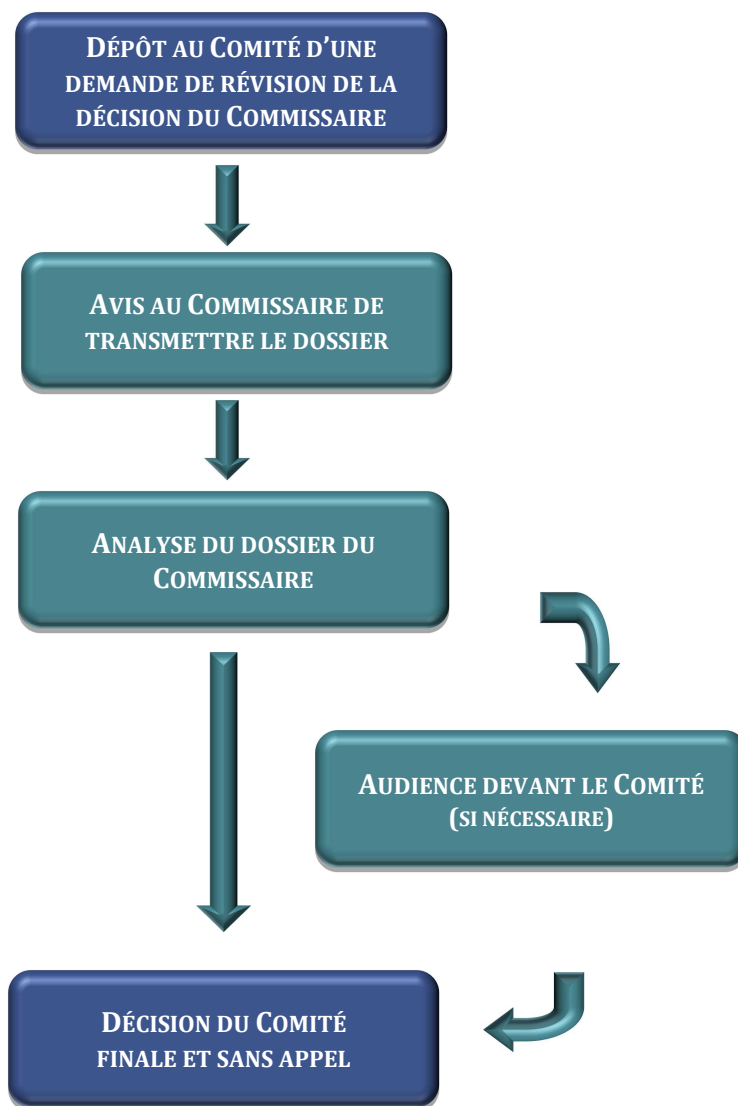 DÉPÔT AU COMITÉ D’UNE
DEMANDE DE RÉVISION DE LA
DÉCISION DU COMMISSAIRE
AVIS AU COMMISSAIRE DE
TRANSMETTRE LE DOSSIER
ANALYSE DU DOSSIER DU
COMMISSAIRE
AUDIENCE DEVANT LE COMITÉ
(SI NÉCESSAIRE)
DÉCISION DU COMITÉ
FINALE ET SANS APPEL